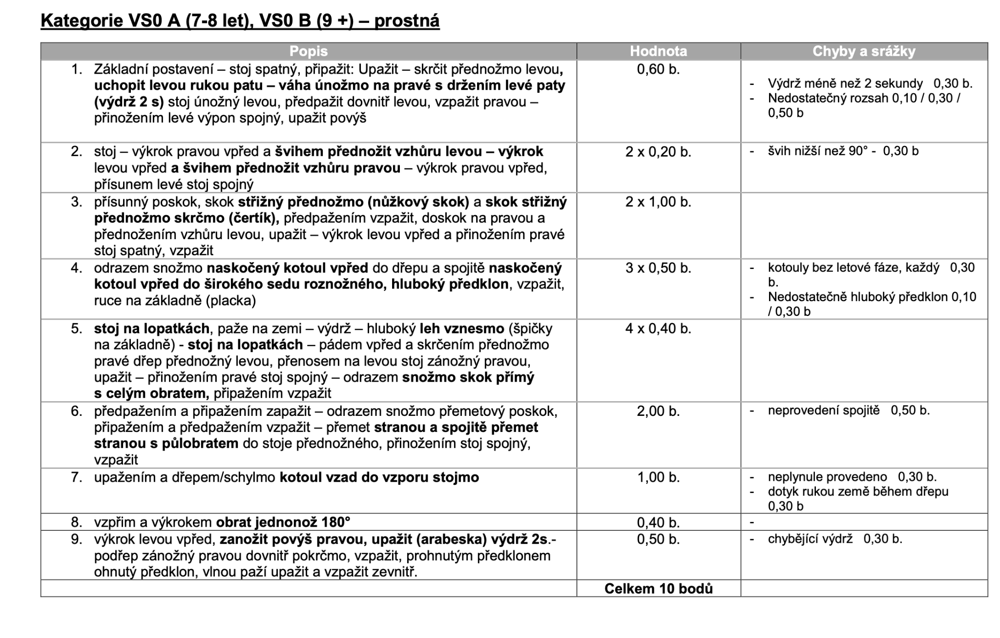 Kategorie VS0 A (7-8 let), VS0 B (9 +) – prostná
Popis Hodnota Chyby a srážky
1. Základní postavení – stoj spatný, připažit: Upažit – skrčit přednožmo levou,
uchopit levou rukou patu – váha únožmo na pravé s držením levé paty
(výdrž 2 s) stoj únožný levou, předpažit dovnitř levou, vzpažit pravou –
přinožením levé výpon spojný, upažit povýš
0,60 b.
- Výdrž méně než 2 sekundy 0,30 b.
- Nedostatečný rozsah 0,10 / 0,30 /
0,50 b
2. stoj – výkrok pravou vpřed a švihem přednožit vzhůru levou – výkrok
levou vpřed a švihem přednožit vzhůru pravou – výkrok pravou vpřed,
přísunem levé stoj spojný
2 x 0,20 b.
- švih nižší než 90° - 0,30 b
3. přísunný poskok, skok střižný přednožmo (nůžkový skok) a skok střižný
přednožmo skrčmo (čertík), předpažením vzpažit, doskok na pravou a
přednožením vzhůru levou, upažit – výkrok levou vpřed a přinožením pravé
stoj spatný, vzpažit
2 x 1,00 b.
4. odrazem snožmo naskočený kotoul vpřed do dřepu a spojitě naskočený
kotoul vpřed do širokého sedu roznožného, hluboký předklon, vzpažit,
ruce na základně (placka)
3 x 0,50 b.
- kotouly bez letové fáze, každý 0,30
b.
- Nedostatečně hluboký předklon 0,10
/ 0,30 b
5. stoj na lopatkách, paže na zemi – výdrž – hluboký leh vznesmo (špičky
na základně) - stoj na lopatkách – pádem vpřed a skrčením přednožmo
pravé dřep přednožný levou, přenosem na levou stoj zánožný pravou,
upažit – přinožením pravé stoj spojný – odrazem snožmo skok přímý
s celým obratem, připažením vzpažit
4 x 0,40 b.
6. předpažením a připažením zapažit – odrazem snožmo přemetový poskok,
připažením a předpažením vzpažit – přemet stranou a spojitě přemet
stranou s půlobratem do stoje přednožného, přinožením stoj spojný,
vzpažit
2,00 b.
- neprovedení spojitě 0,50 b.
7. upažením a dřepem/schylmo kotoul vzad do vzporu stojmo
1,00 b.
- neplynule provedeno 0,30 b.
- dotyk rukou země během dřepu
0,30 b
8. vzpřim a výkrokem obrat jednonož 180°
0,40 b.
-
9. výkrok levou vpřed, zanožit povýš pravou, upažit (arabeska) výdrž 2s.-
podřep zánožný pravou dovnitř pokrčmo, vzpažit, prohnutým předklonem
ohnutý předklon, vlnou paží upažit a vzpažit zevnitř.
0,50 b.
- chybějící výdrž 0,30 b.
Celkem 10 bodů